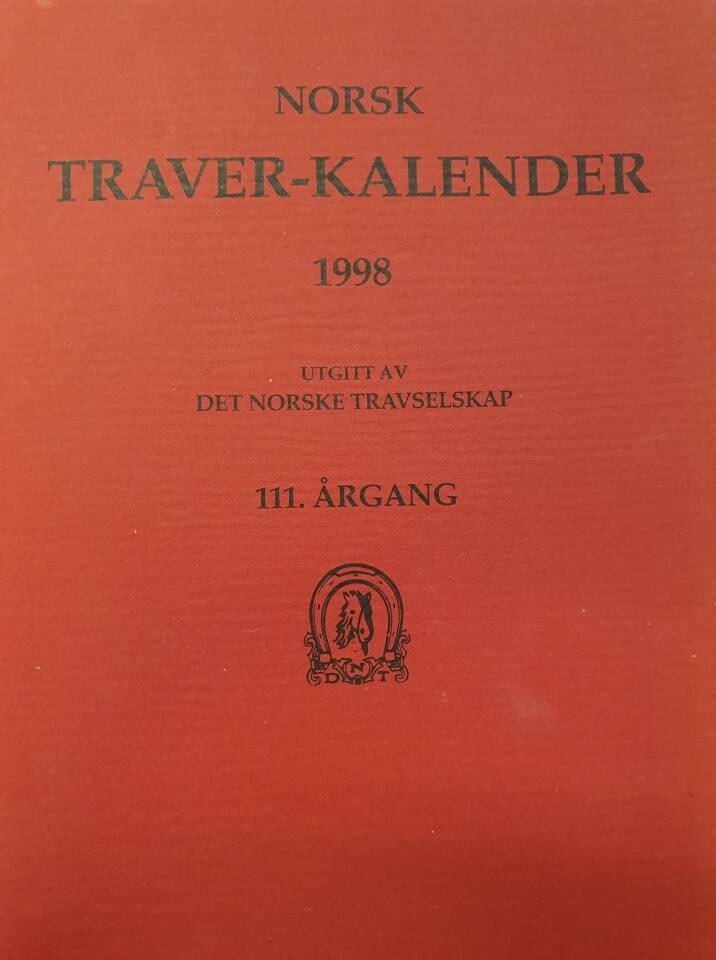 NORSK
TRAVER-KALENDER
1998
UTGITT AV
DET NORSKE TRAVSELSKAP
111. ÅRGANG
D N T